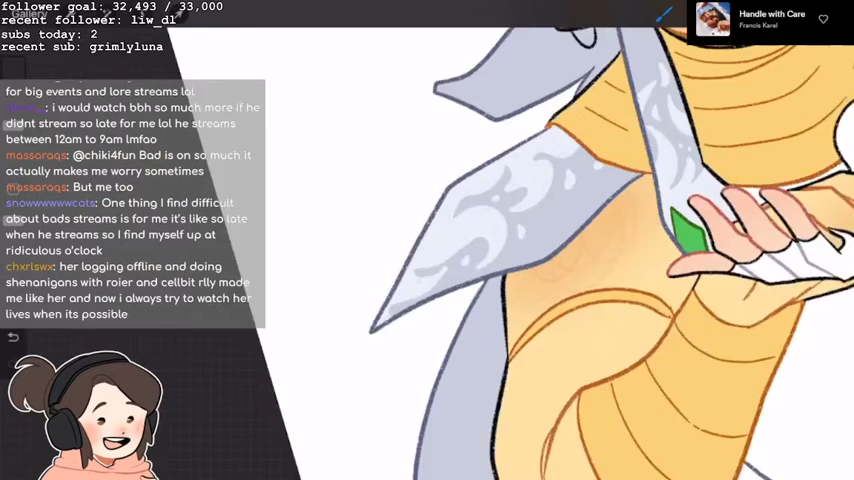 follower goal: 32,493 / 33,000
Gallery
recent follower: liw_dl
subs today: 2
recent sub: grimlyluna
Handle with Care
Francis Karel
for big events and lore streams lol
: i would watch bbh so much more if he
didnt stream so late for me lol he streams
between 12am to 9am lmfao
massaraqs: @chiki4fun Bad is on so much it
actually makes me worry sometimes
massaraqs: But me too
snowwwwwwcats: One thing I find difficult
about bads streams is for me it's like so late
when he streams so I find myself up at
ridiculous o'clock
chxrlswx: her logging offline and doing
shenanigans with roier and cellbit rlly made
me like her and now i always try to watch her
lives when its possible